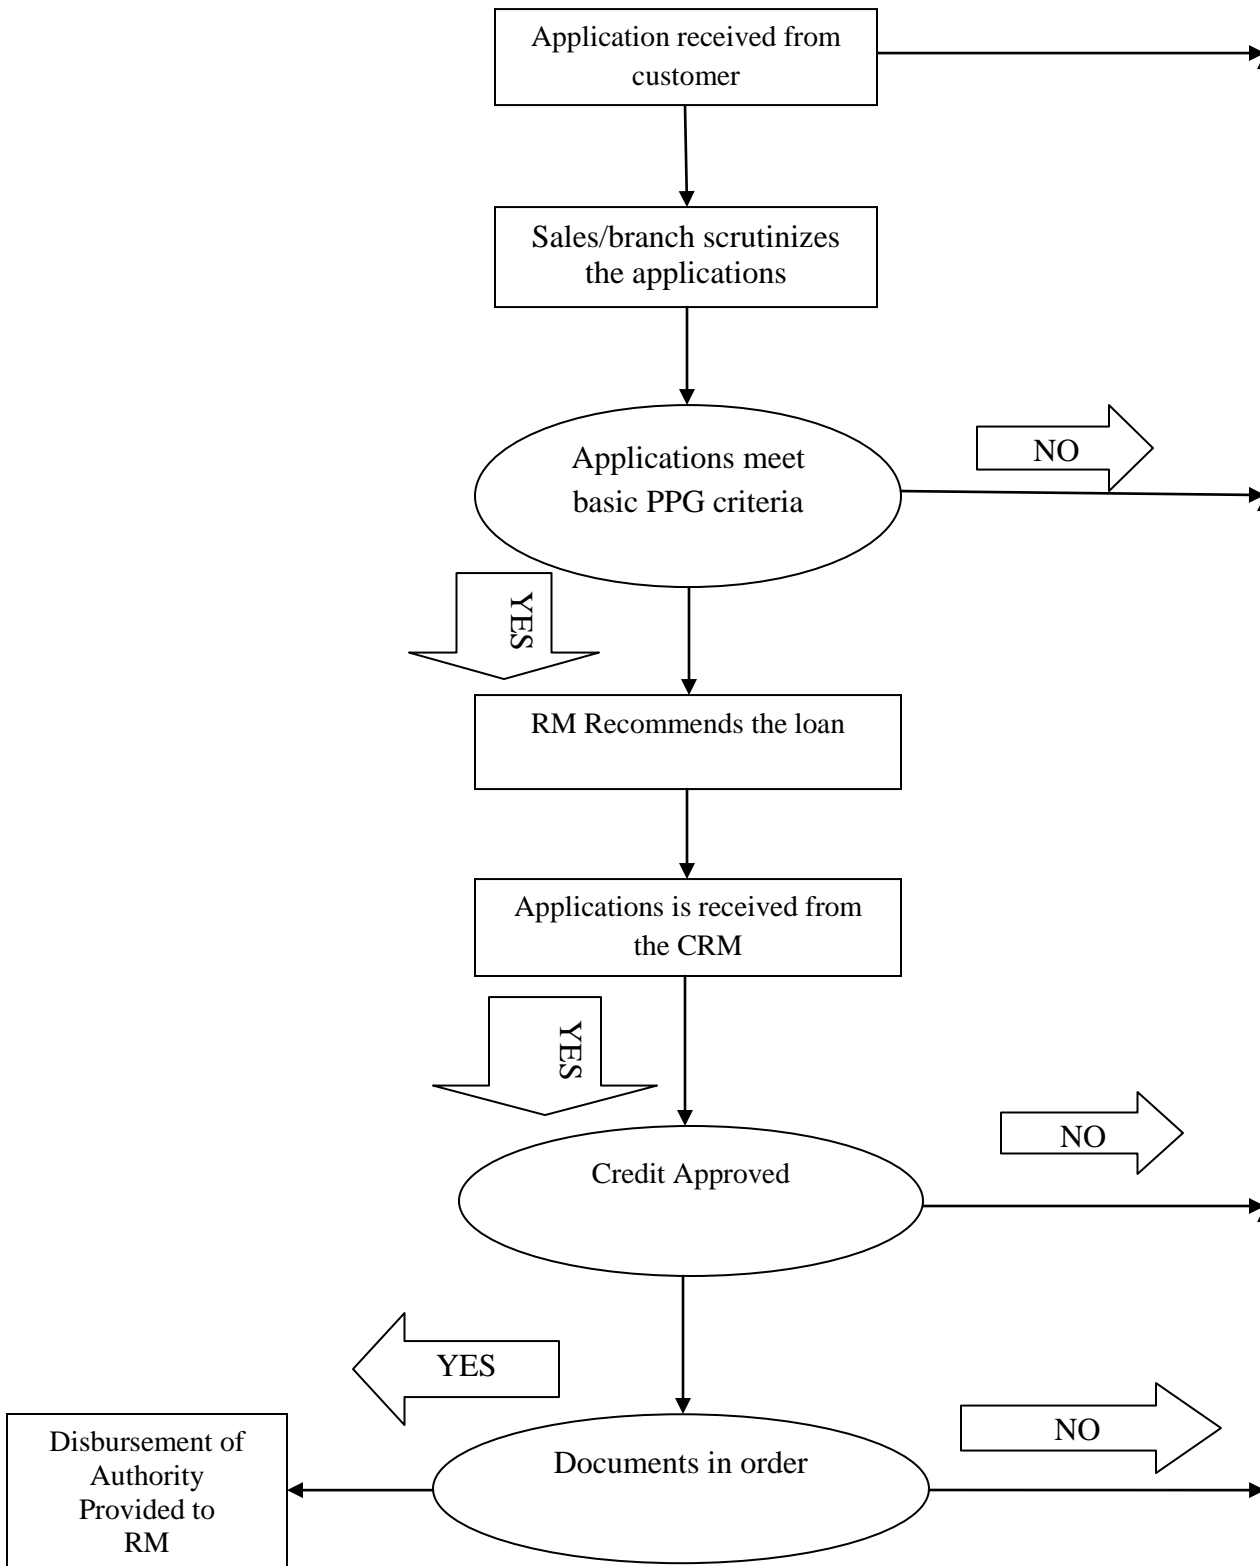 Application received from
customer
Sales/branch scrutinizes
the applications
Applications meet
basic PPG criteria
NO
YES
RM Recommends the loan
Applications is received from
the CRM
YES
NO
Credit Approved
YES
NO
Documents in order
Disbursement of
Authority
Provided to
RM